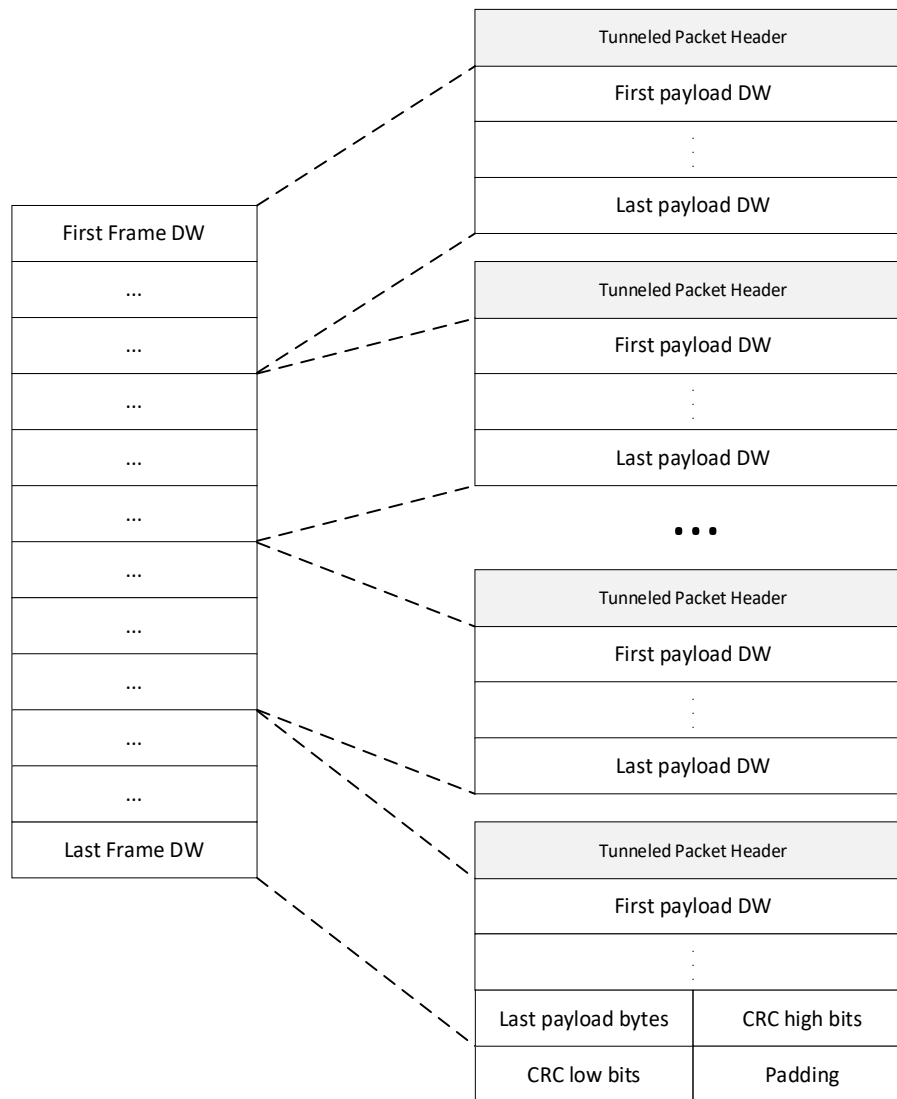 First Frame DW
...
...
...
...
...
...
...
...
...
...
Last Frame DW
Tunneled Packet Header
First payload DW
...
Last payload DW
Tunneled Packet Header
First payload DW
...
Last payload DW
...
Tunneled Packet Header
First payload DW
...
Last payload DW
Tunneled Packet Header
First payload DW
...
Last payload bytes CRC high bits
CRC low bits Padding